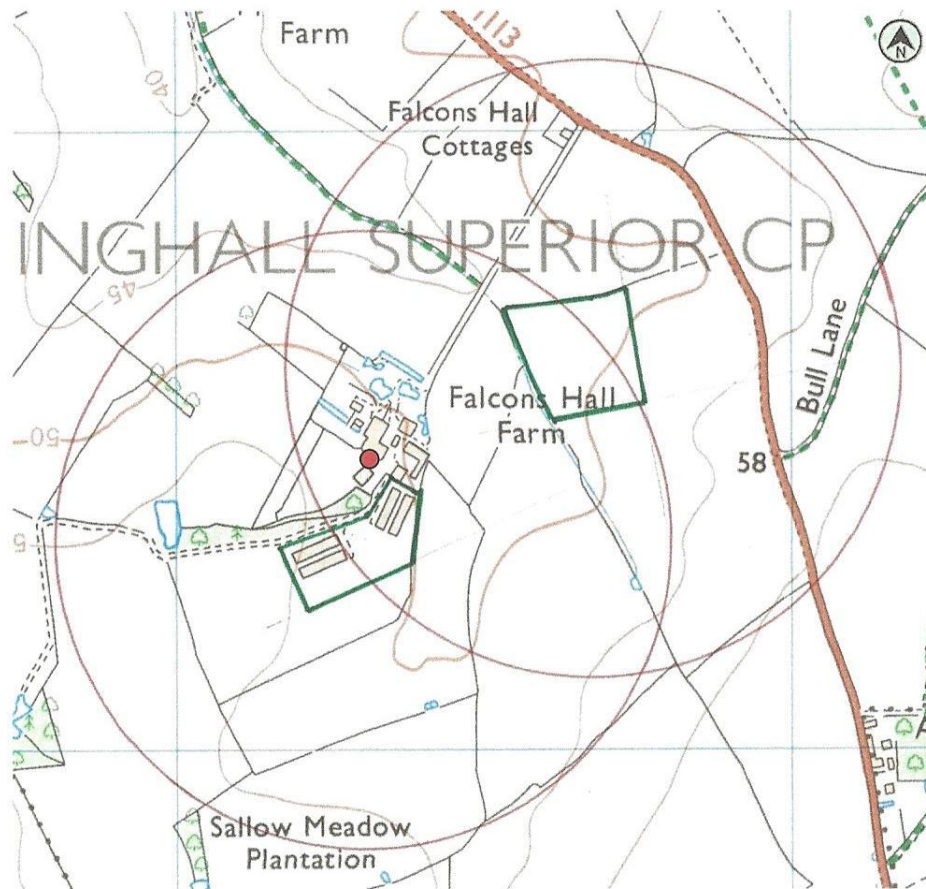 1113
N
Farm
40
Falcons Hall
Cottages
INGHALL SUPERIOR CP
45
Bull Lane
Falcons Hall
Farm
50
58
5
Sallow Meadow
Plantation